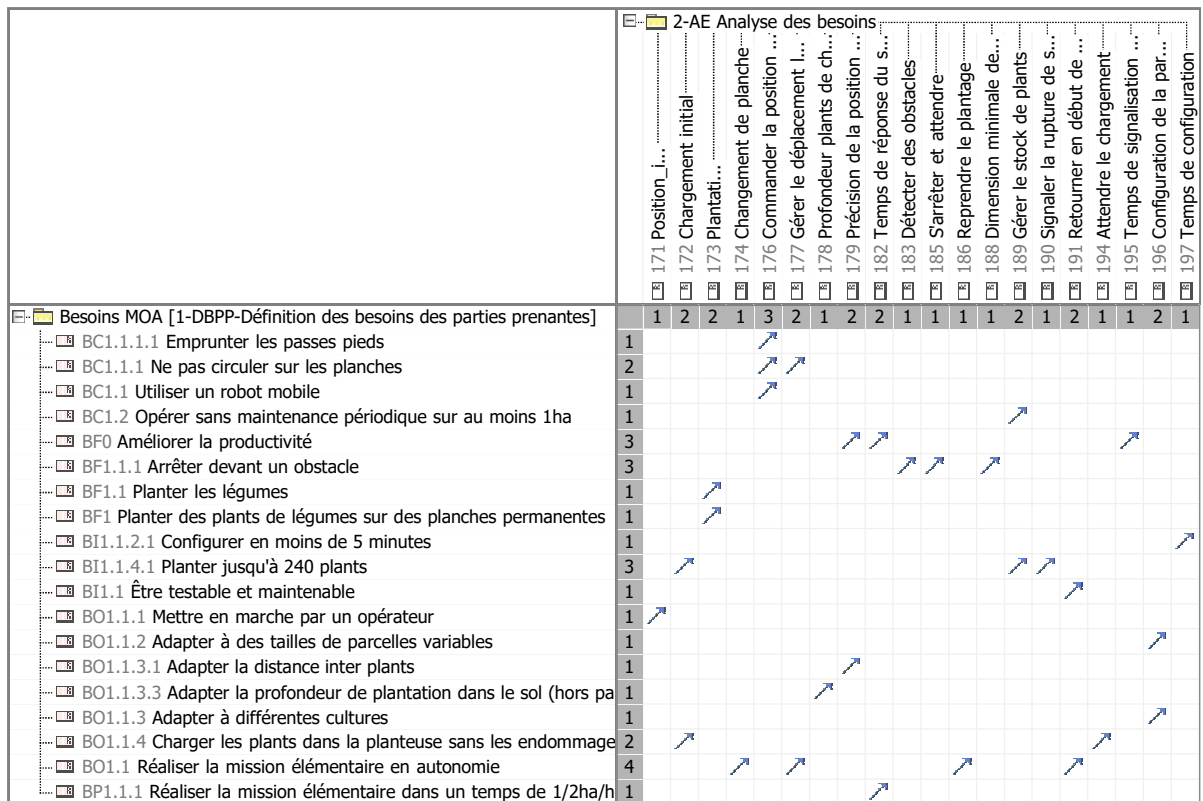 2-AE Analyse des besoins
171 Position_i...
172 Chargement initial
173 Plantati...
174 Changement de planche
176 Commander la position ...
177 Gérer le déplacement l...
178 Profondeur plants de ch...
179 Précision de la position ...
182 Temps de réponse du s...
183 Détecter des obstacles
185 S'arrêter et attendre
186 Reprendre le plantage
188 Dimension minimale de...
189 Gérer le stock de plants
190 Signaler la rupture de s...
191 Retourner en début de ...
194 Attendre le chargement
195 Temps de signalisation ...
196 Configuration de la par...
197 Temps de configuration
Besoins MOA [1-DBPP-Définition des besoins des parties prenantes] 1 2 2 1 3 2 1 2 2 1 1 1 1 2 1 2 1 1 2 1
BC1.1.1.1 Emprunter les passes pieds 1
BC1.1.1 Ne pas circuler sur les planches 2
BC1.1 Utiliser un robot mobile 1
BC1.2 Opérer sans maintenance périodique sur au moins 1ha 1
BF0 Améliorer la productivité 3
BF1.1.1 Arrêter devant un obstacle 3
BF1.1 Planter les légumes 1
BF1 Planter des plants de légumes sur des planches permanentes 1
BI1.1.2.1 Configurer en moins de 5 minutes 1
BI1.1.4.1 Planter jusqu'à 240 plants 3
BI1.1 Être testable et maintenable 1
BO1.1.1 Mettre en marche par un opérateur 1
BO1.1.2 Adapter à des tailles de parcelles variables 1
BO1.1.3.1 Adapter la distance inter plants 1
BO1.1.3.3 Adapter la profondeur de plantation dans le sol (hors pa 1
BO1.1.3 Adapter à différentes cultures 1
BO1.1.4 Charger les plants dans la planteuse sans les endommage 2
BO1.1 Réaliser la mission élémentaire en autonomie 4
BP1.1.1 Réaliser la mission élémentaire dans un temps de 1/2ha/h 1